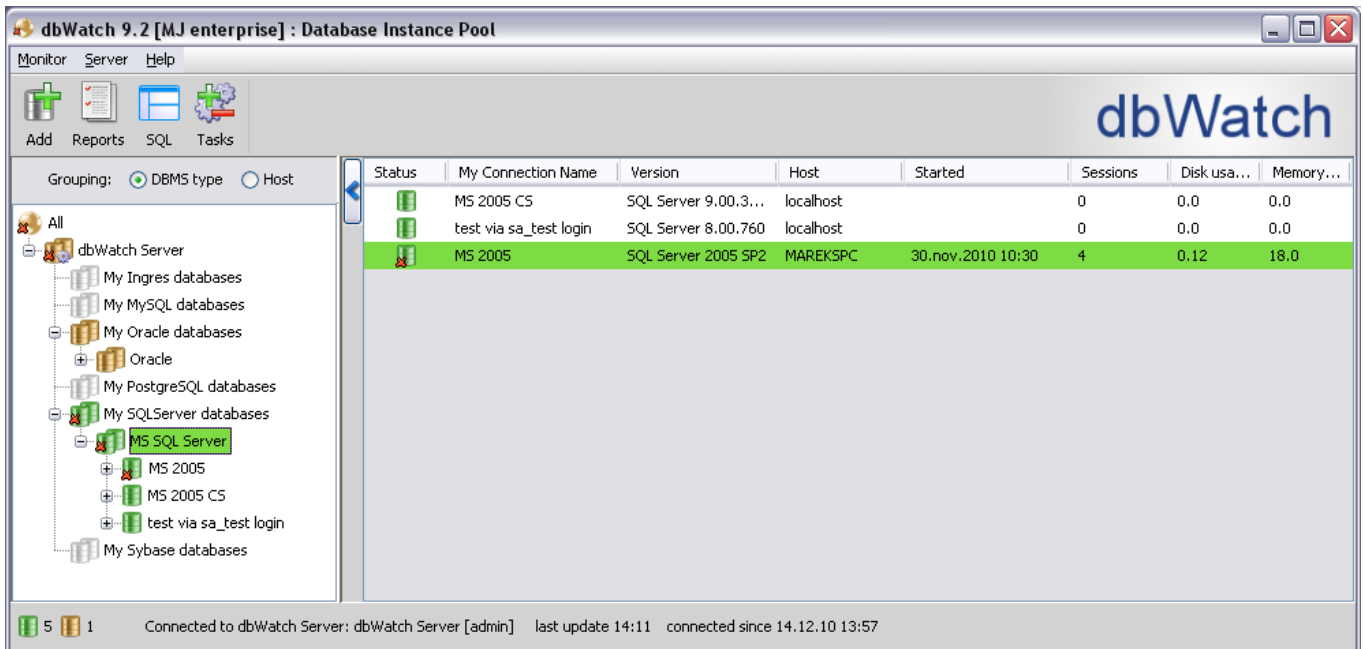 dbWatch 9.2 [MJ enterprise] : Database Instance Pool
Monitor Server Help
Add Reports SQL Tasks
dbWatch
Grouping: DBMS type Host
Status My Connection Name Version Host Started Sessions Disk usa... Memory...
MS 2005 CS SQL Server 9.00.3... localhost 0 0.0 0.0
test via sa_test login SQL Server 8.00.760 localhost 0 0.0 0.0
MS 2005 SQL Server 2005 SP2 MAREKSPC 30.nov.2010 10:30 4 0.12 18.0
All
dbWatch Server
My Ingres databases
My MySQL databases
My Oracle databases
Oracle
My PostgreSQL databases
My SQLServer databases
MS SQL Server
MS 2005
MS 2005 CS
test via sa_test login
My Sybase databases
5 1 Connected to dbWatch Server: dbWatch Server [admin] last update 14:11 connected since 14.12.10 13:57